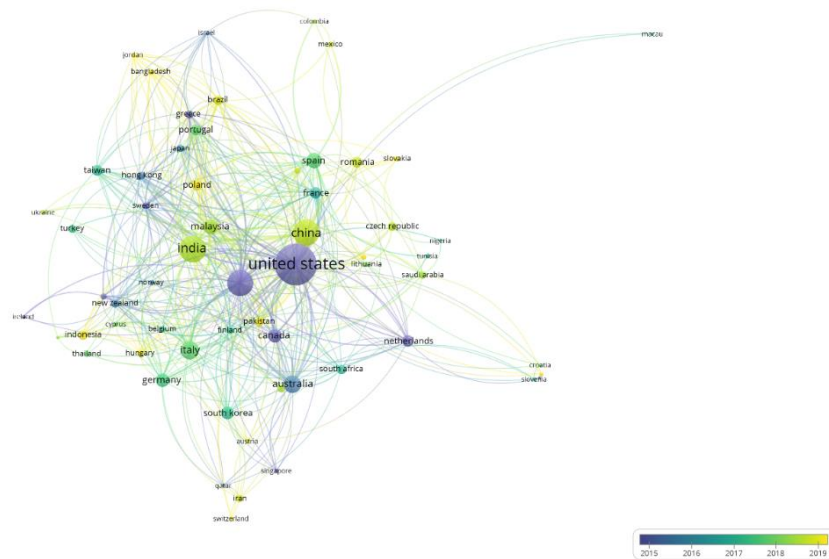 colombia
israel
macau
mexico
jordan
bangladesh
brazil
greece
portugal
japan
spain
romania
slovakia
taiwan
hong kong
poland
france
sweden
ukraine
malaysia
turkey
china
czech republic
india
nigeria
tunisia
united states
lithuania
saudi arabia
norway
new zealand
ireland
cyprus
belgium
finland
pakistan
indonesia
canada
netherlands
thailand
hungary
italy
croatia
south africa
slovenia
germany
australia
south korea
austria
singapore
qatar
iran
switzerland
2015 2016 2017 2018 2019